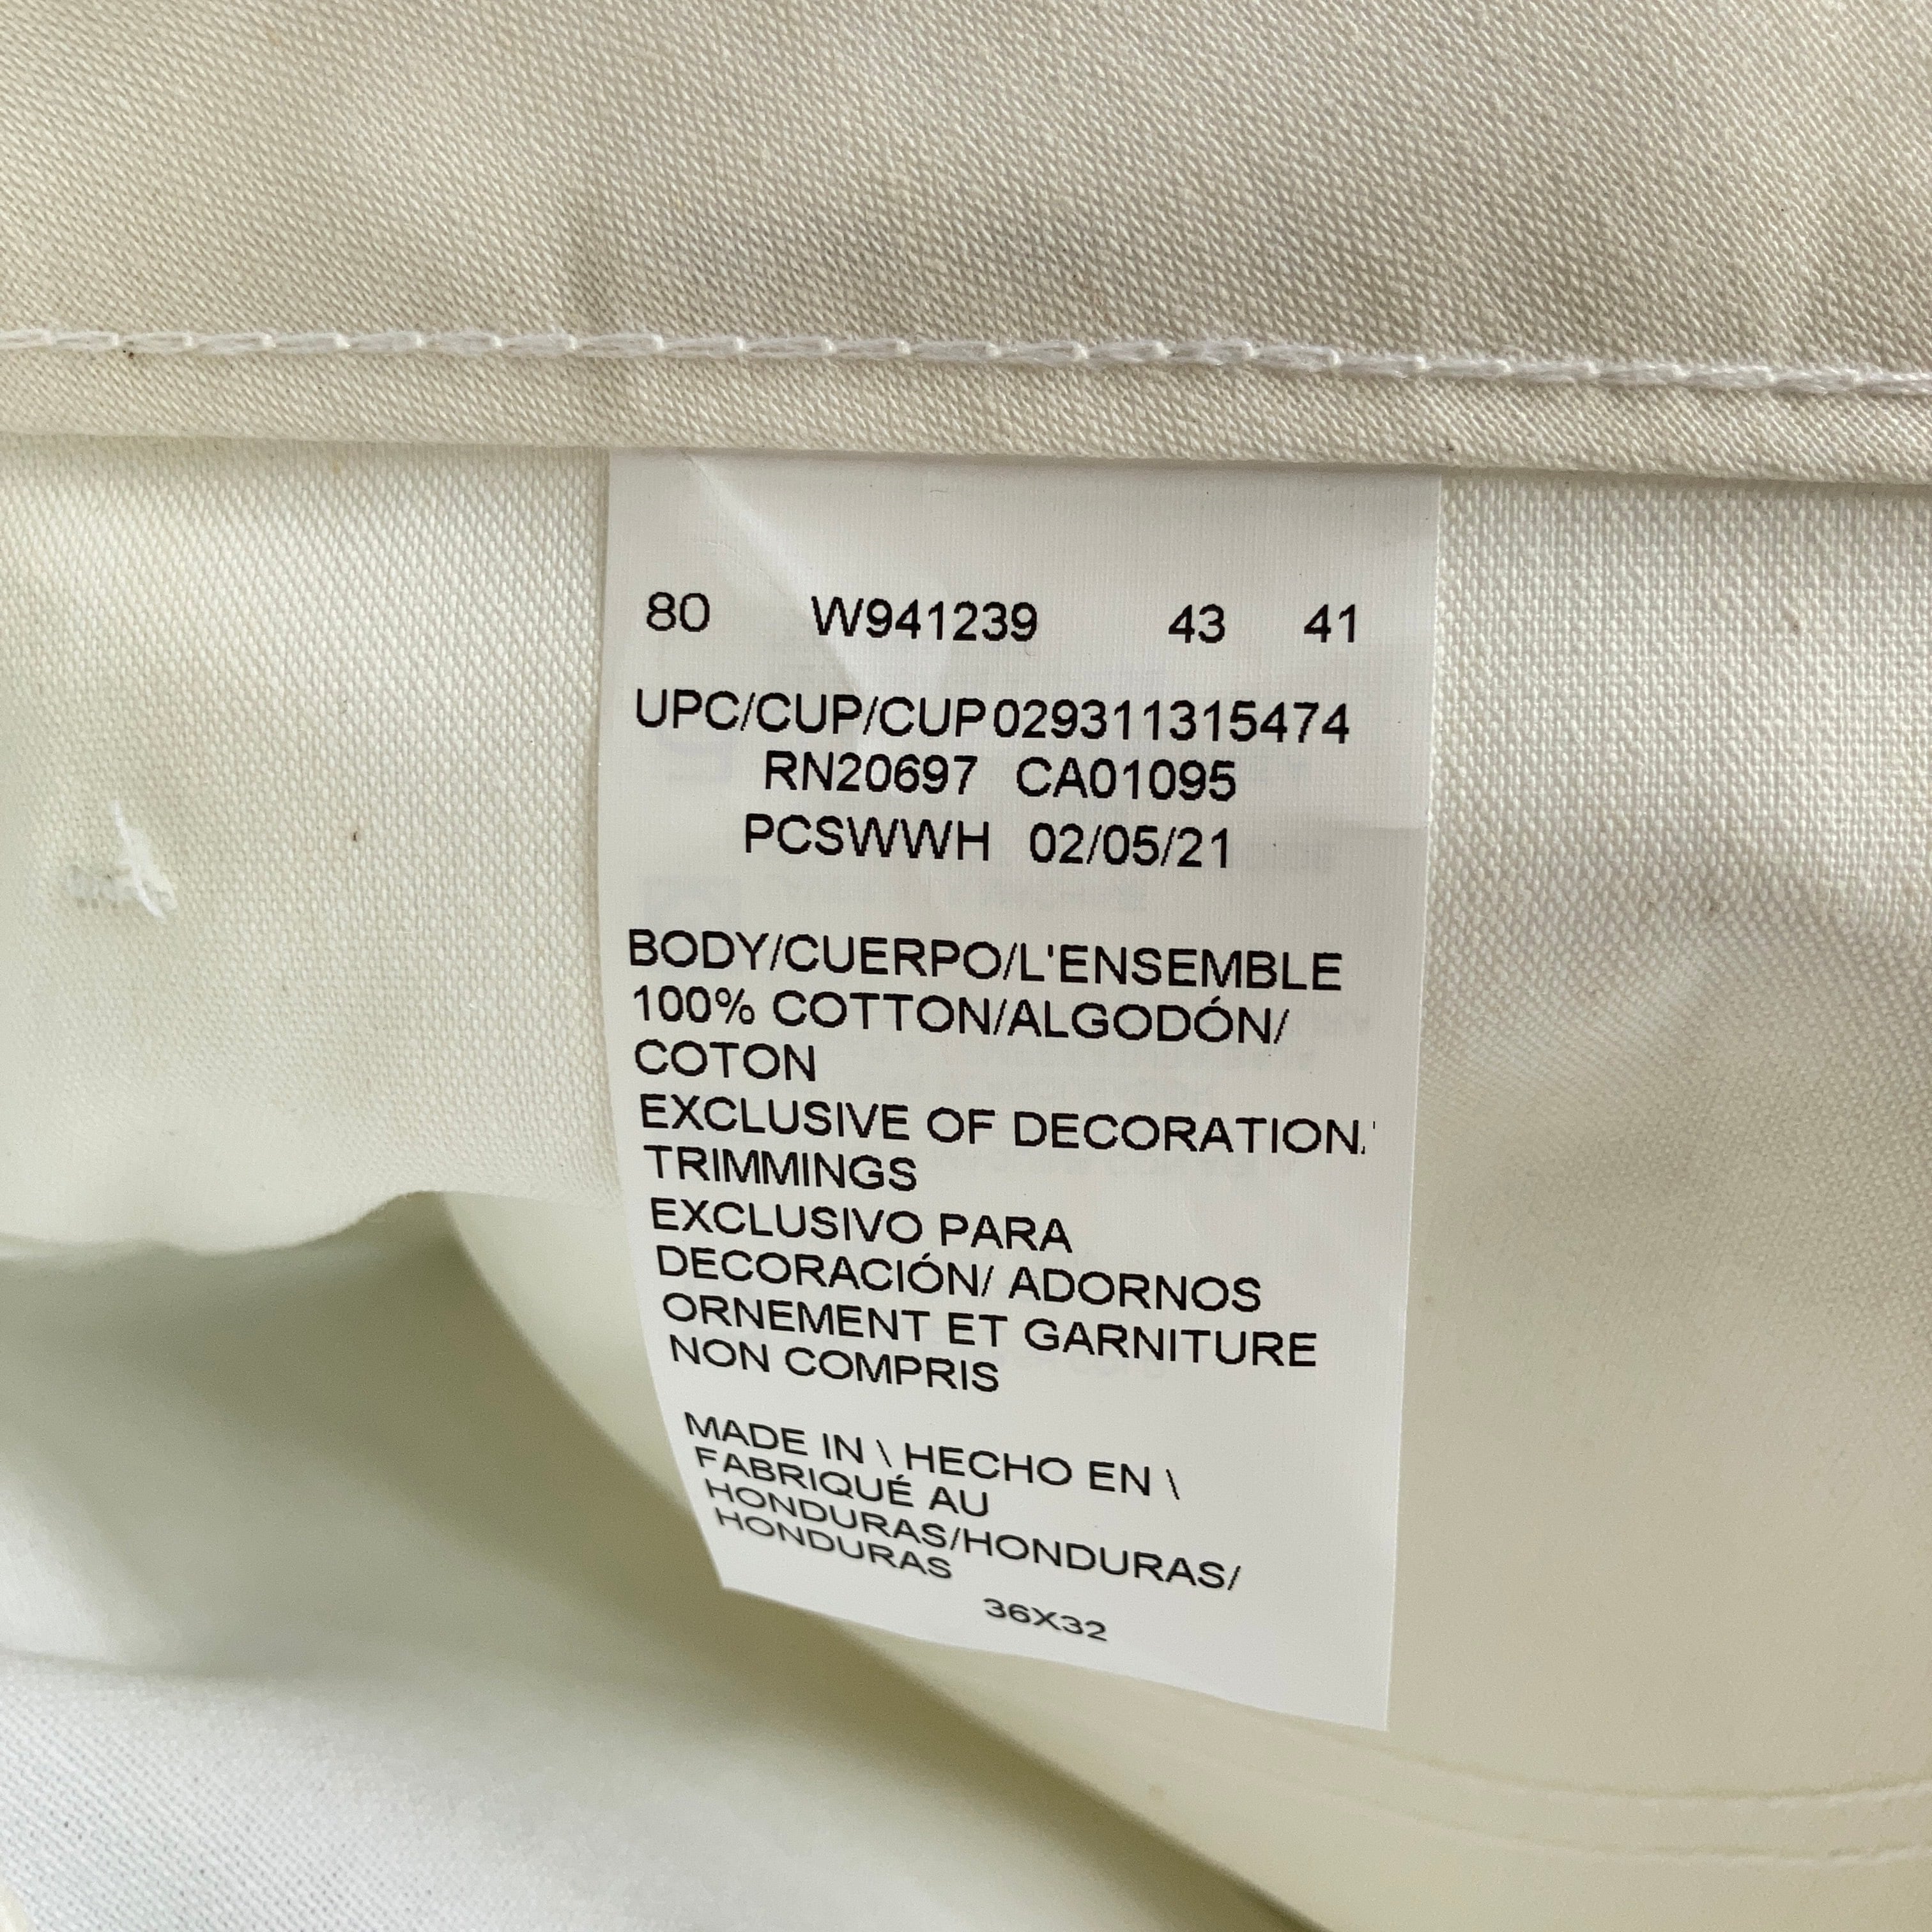 80 W941239 43 41
UPC/CUP/CUP029311315474
RN20697 CA01095
PCSWWH 02/05/21
BODY/CUERPO/L'ENSEMBLE
100% COTTON/ALGODÓN/
COTON
EXCLUSIVE OF DECORATION.'
TRIMMINGS
EXCLUSIVO PARA
DECORACIÓN/ ADORNOS
ORNEMENT ET GARNITURE
NON COMPRIS
MADE IN \ HECHO EN \
FABRIQUÉ AU
HONDURAS/HONDURAS/
HONDURAS
36X32